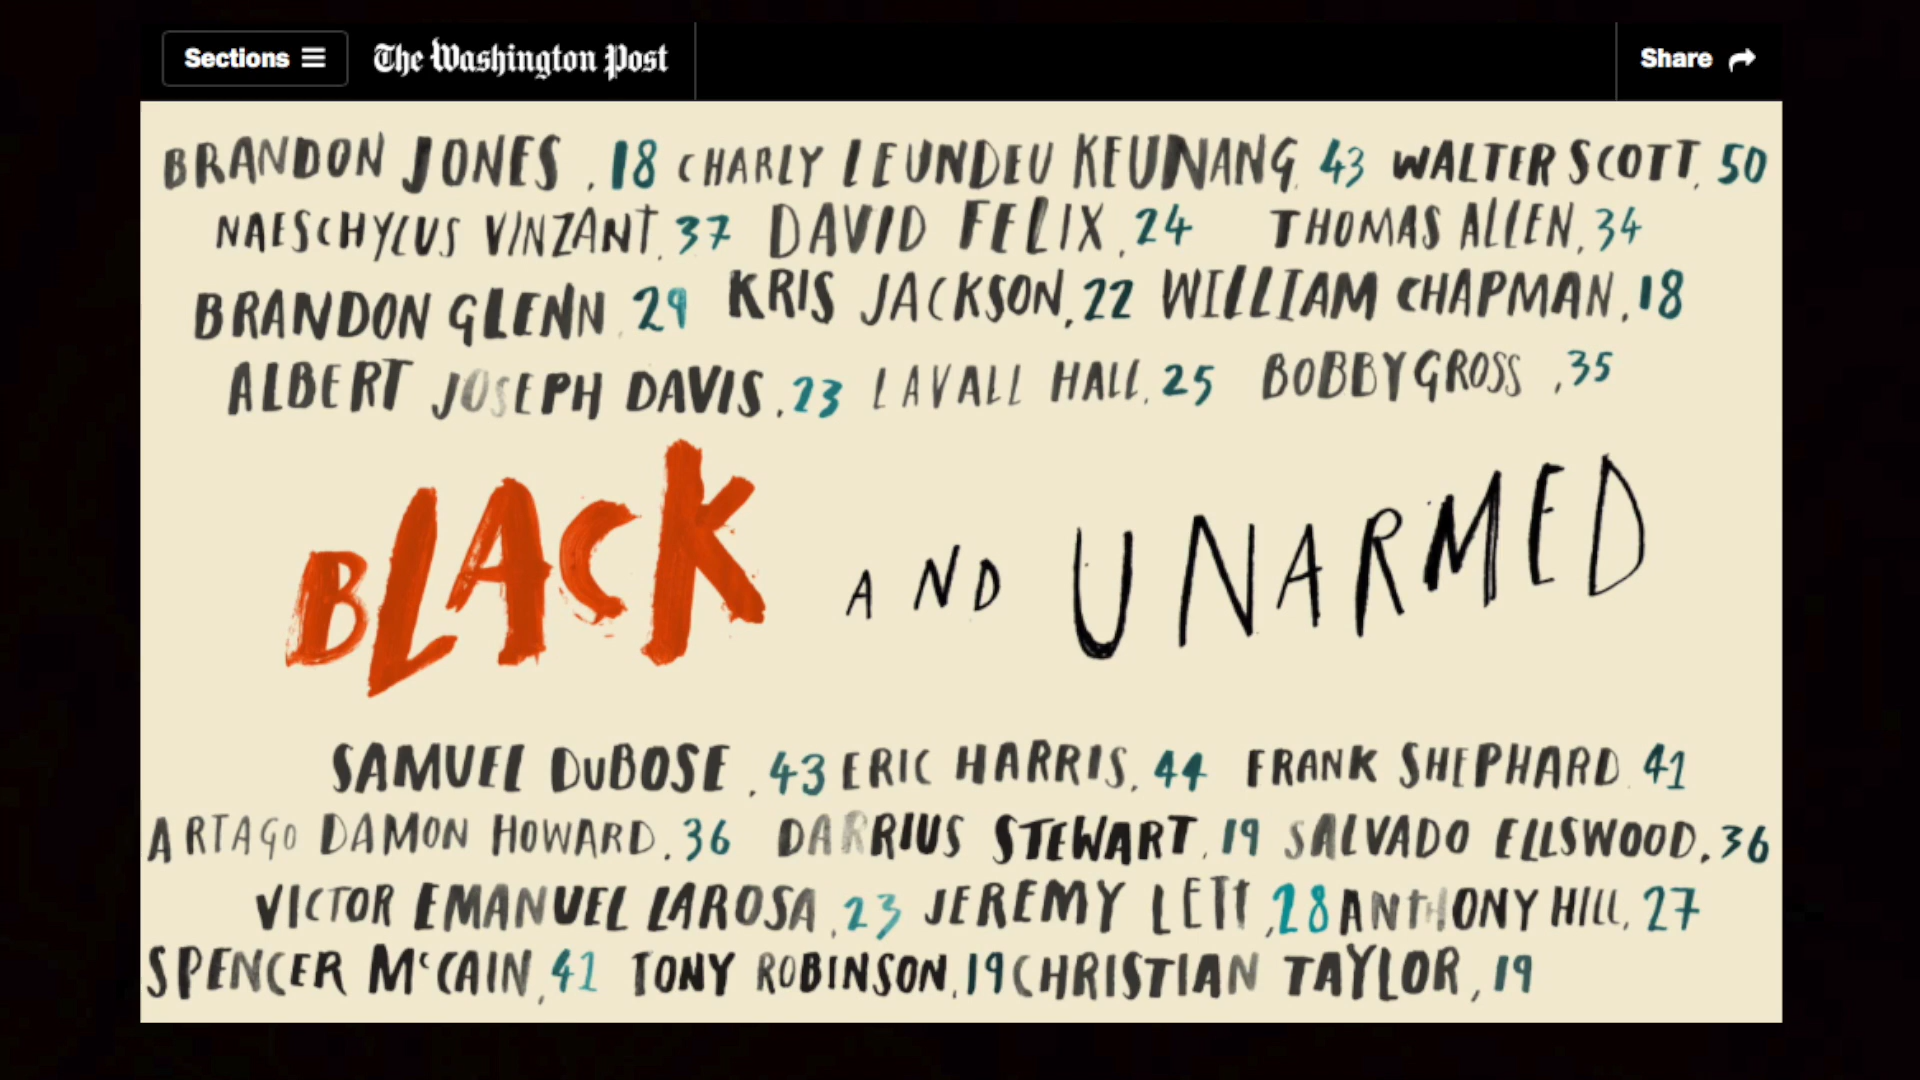 Sections The Washington Post Share
BRANDON JONES, 18 CHARLY LEUNDEU KEUNANG, 43 WALTER SCOTT, 50
NAESCHYLUS VINZANT, 37 DAVID FELIX, 24 THOMAS ALLEN, 34
BRANDON GLENN, 29 KRIS JACKSON, 22 WILLIAM CHAPMAN, 18
ALBERT JOSEPH DAVIS, 23 LAVALL HALL, 25 BOBBY GROSS, 35
BLACK AND UNARMED
SAMUEL DuBOSE, 43 ERIC HARRIS, 44 FRANK SHEPHARD, 41
ARTAGO DAMON HOWARD, 36 DARRIUS STEWART, 19 SALVADO ELLSWOOD, 36
VICTOR EMANUEL LAROSA, 23 JEREMY LETT, 28 ANTHONY HILL, 27
SPENCER McCAIN, 41 TONY ROBINSON, 19 CHRISTIAN TAYLOR, 19